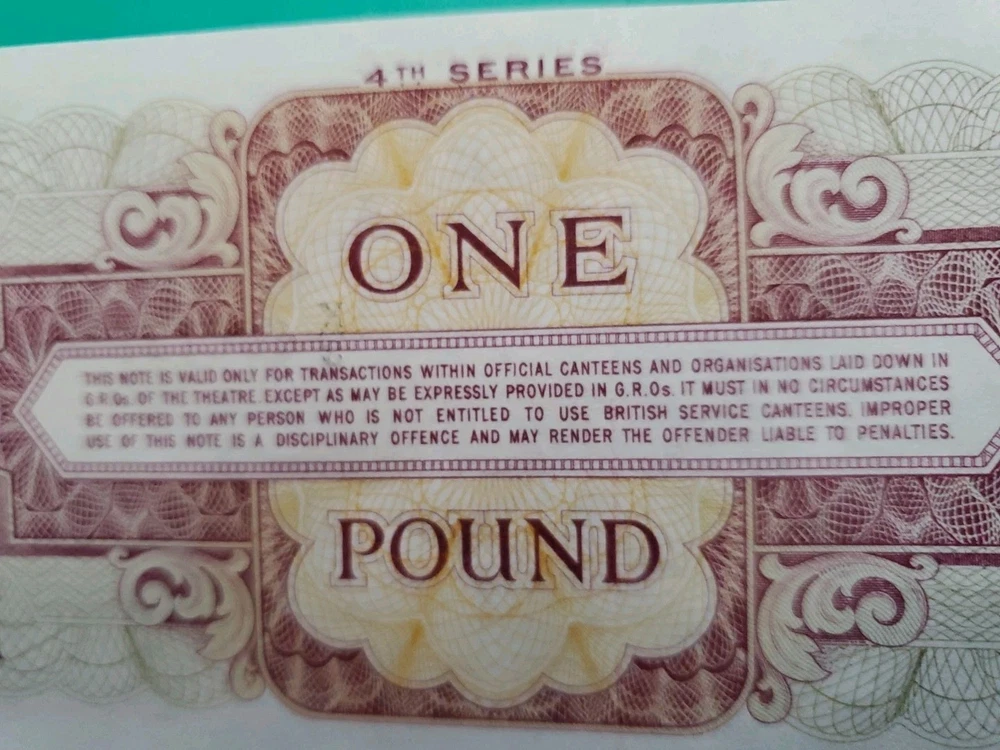 4TH SERIES
ONE
THIS NOTE IS VALID ONLY FOR TRANSACTIONS WITHIN OFFICIAL CANTEENS AND ORGANISATIONS LAID DOWN IN
G.R.Os. OF THE THEATRE EXCEPT AS MAY BE EXPRESSLY PROVIDED IN G.R.Os. IT MUST IN NO CIRCUMSTANCES
BE OFFERED TO ANY PERSON WHO IS NOT ENTITLED TO USE BRITISH SERVICE CANTEENS. IMPROPER
USE OF THIS NOTE IS A DISCIPLINARY OFFENCE AND MAY RENDER THE OFFENDER LIABLE TO PENALTIES.
POUND